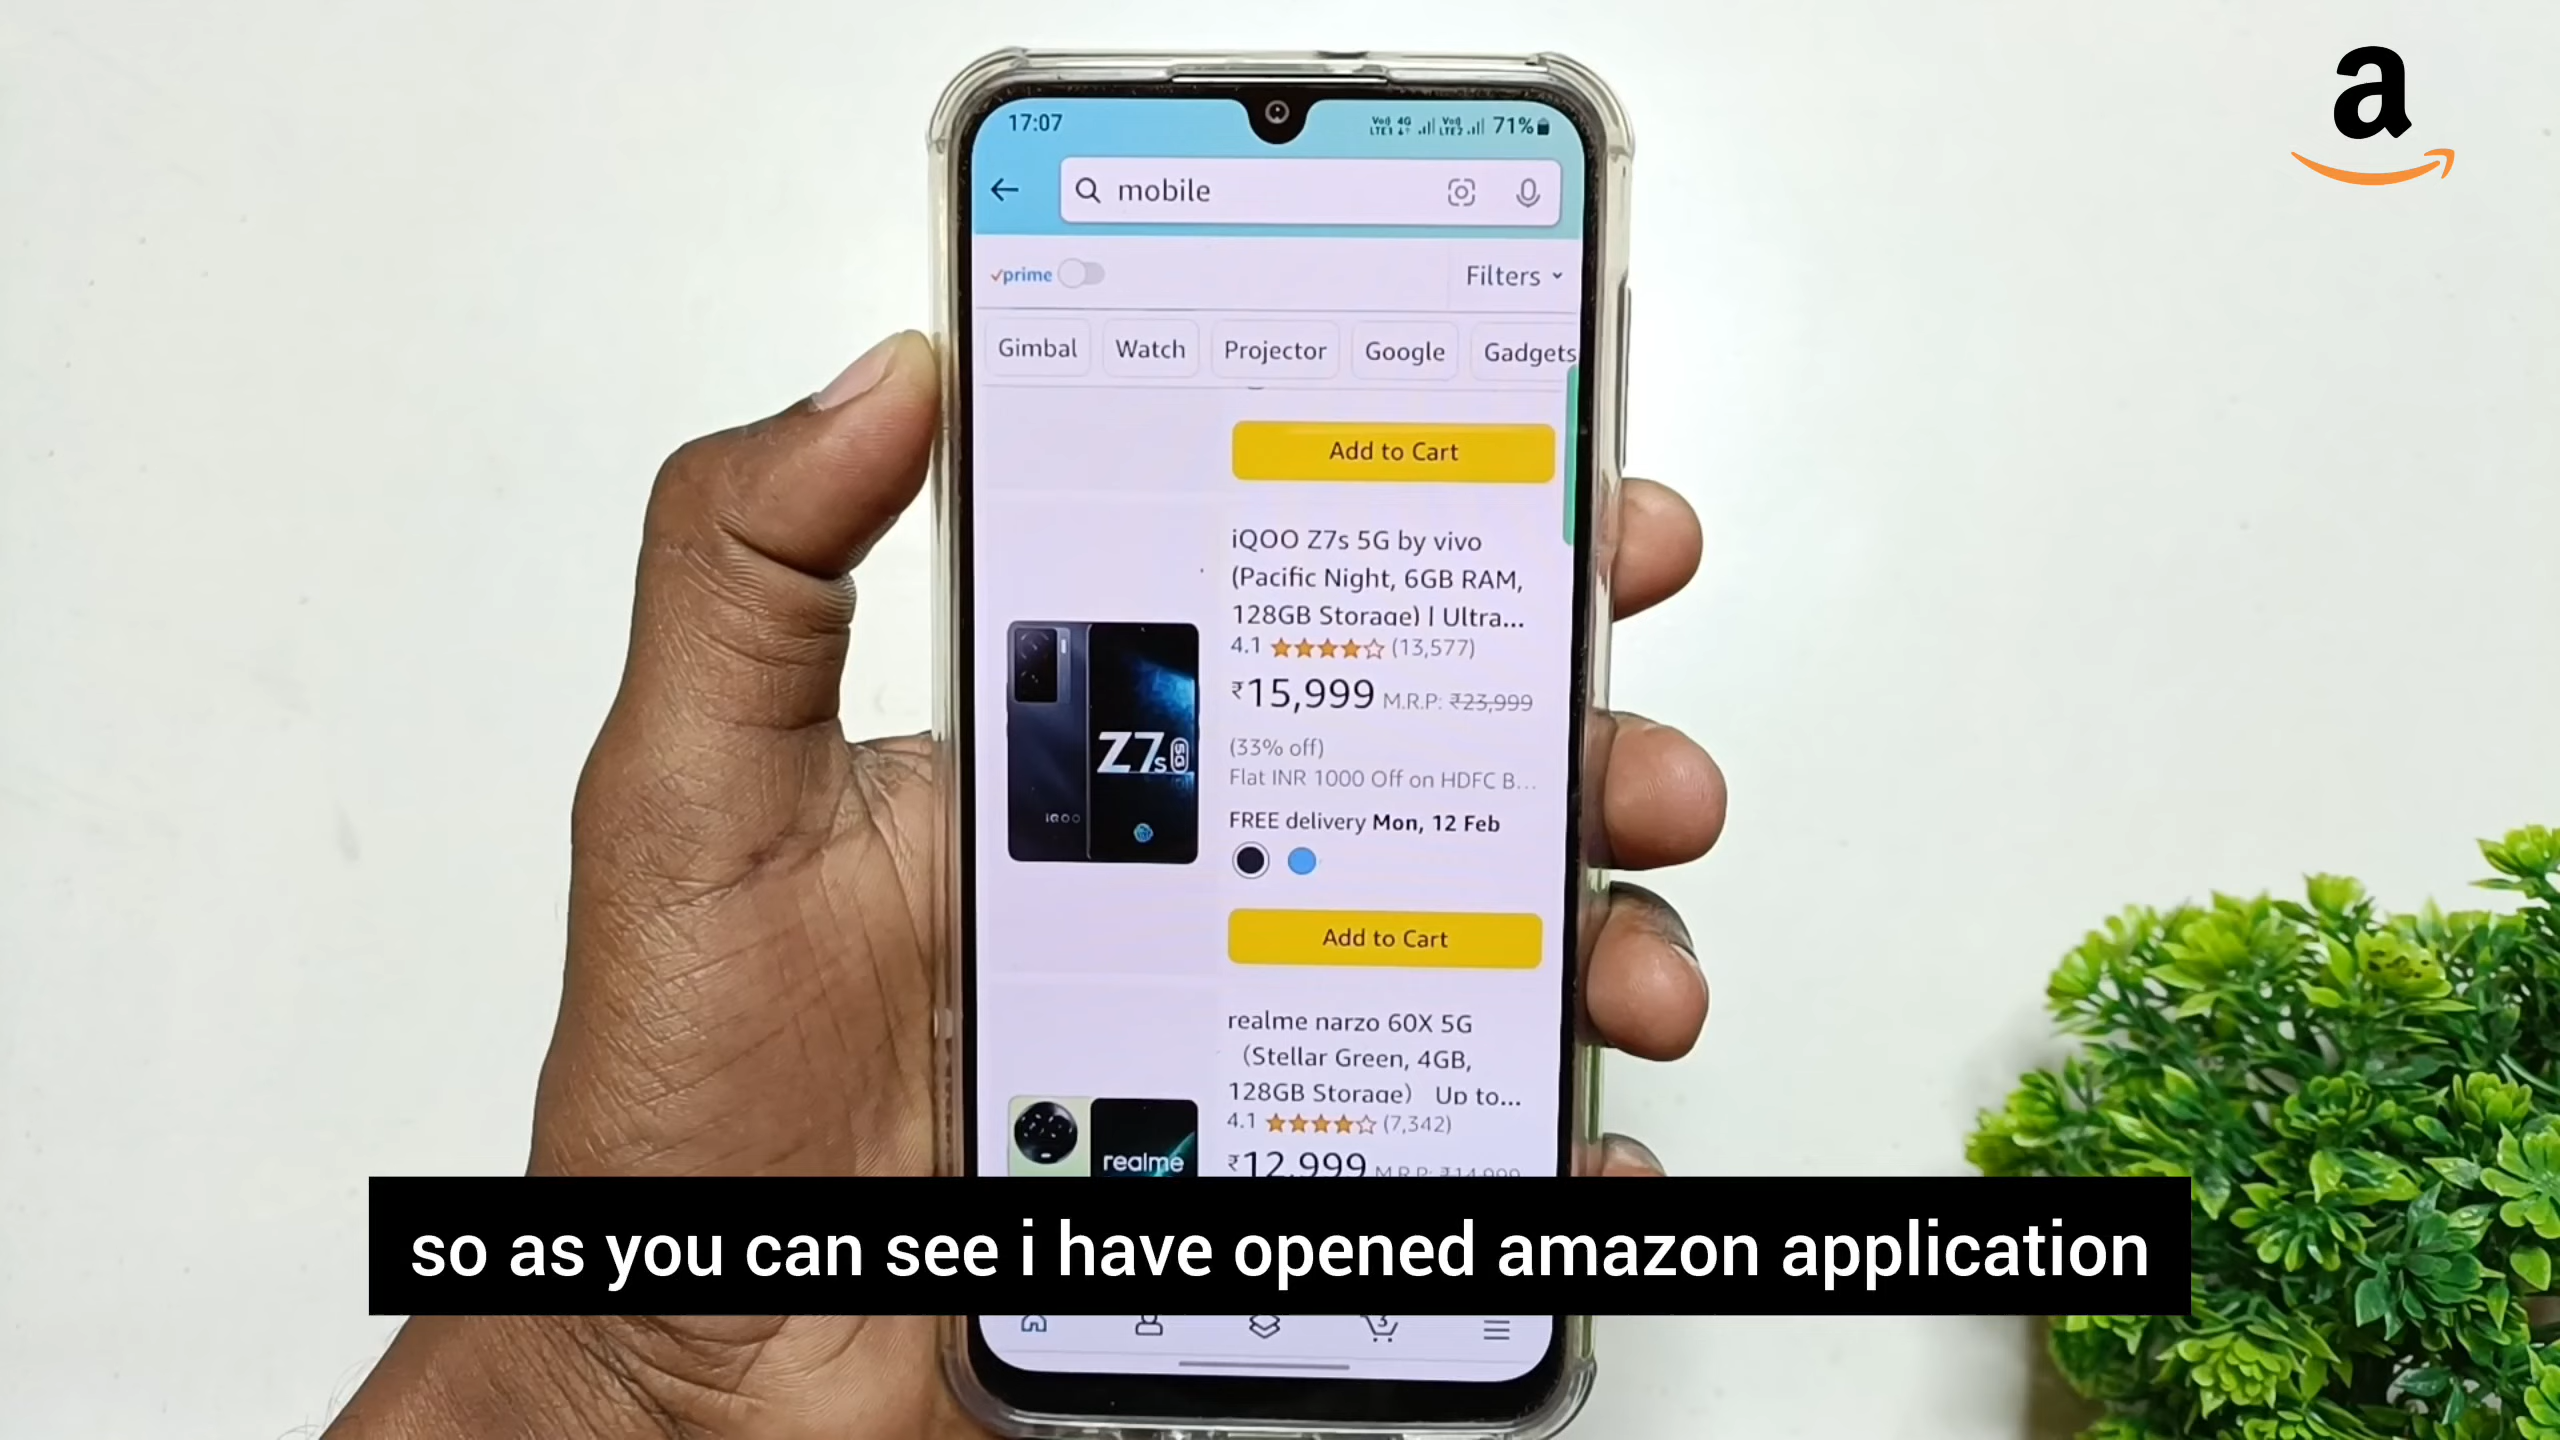 a
17:07
71%
mobile
prime
Filters
Gimbal
Watch
Projector
Google
Gadgets
Add to Cart
iQOO Z7s 5G by vivo
(Pacific Night, 6GB RAM,
128GB Storage) | Ultra...
4.1 (13,577)
₹15,999 M.R.P: ₹23,999
(33% off)
Flat INR 1000 Off on HDFC B...
FREE delivery Mon, 12 Feb
Z7s 5G
iQOO
Add to Cart
realme narzo 60X 5G
(Stellar Green, 4GB,
128GB Storage) Up to...
4.1 (7,342)
realme
₹12,999 M.R.P: ₹14,999
so as you can see i have opened amazon application
3